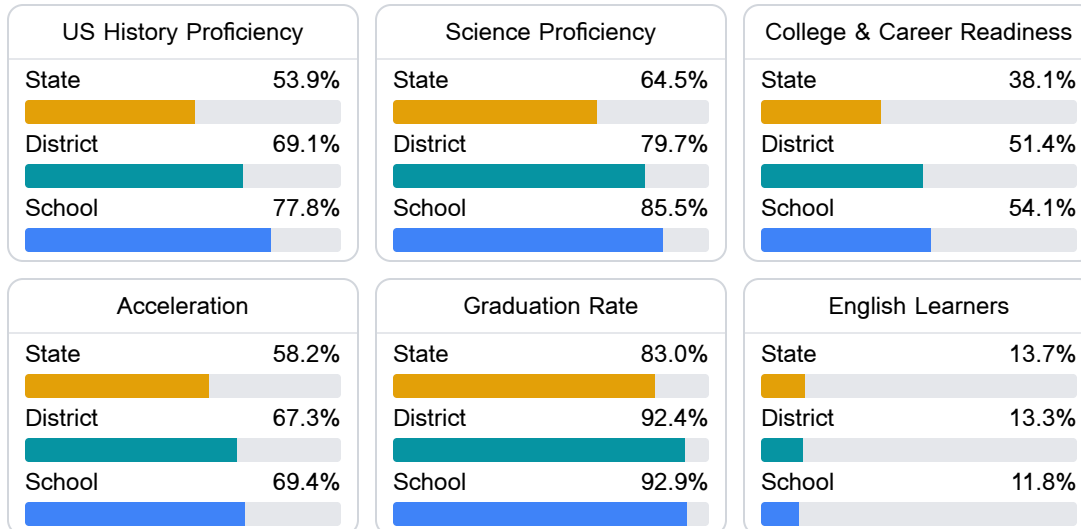 US History Proficiency
State 53.9%
District 69.1%
School 77.8%
Science Proficiency
State 64.5%
District 79.7%
School 85.5%
College & Career Readiness
State 38.1%
District 51.4%
School 54.1%
Acceleration
State 58.2%
District 67.3%
School 69.4%
Graduation Rate
State 83.0%
District 92.4%
School 92.9%
English Learners
State 13.7%
District 13.3%
School 11.8%